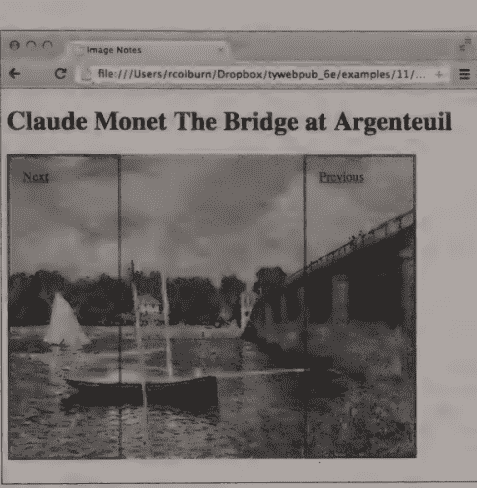 Image Notes
file:///Users/rcolburn/Dropbox/tywebpub_6e/examples/11/...
Claude Monet The Bridge at Argenteuil
Next
Previous